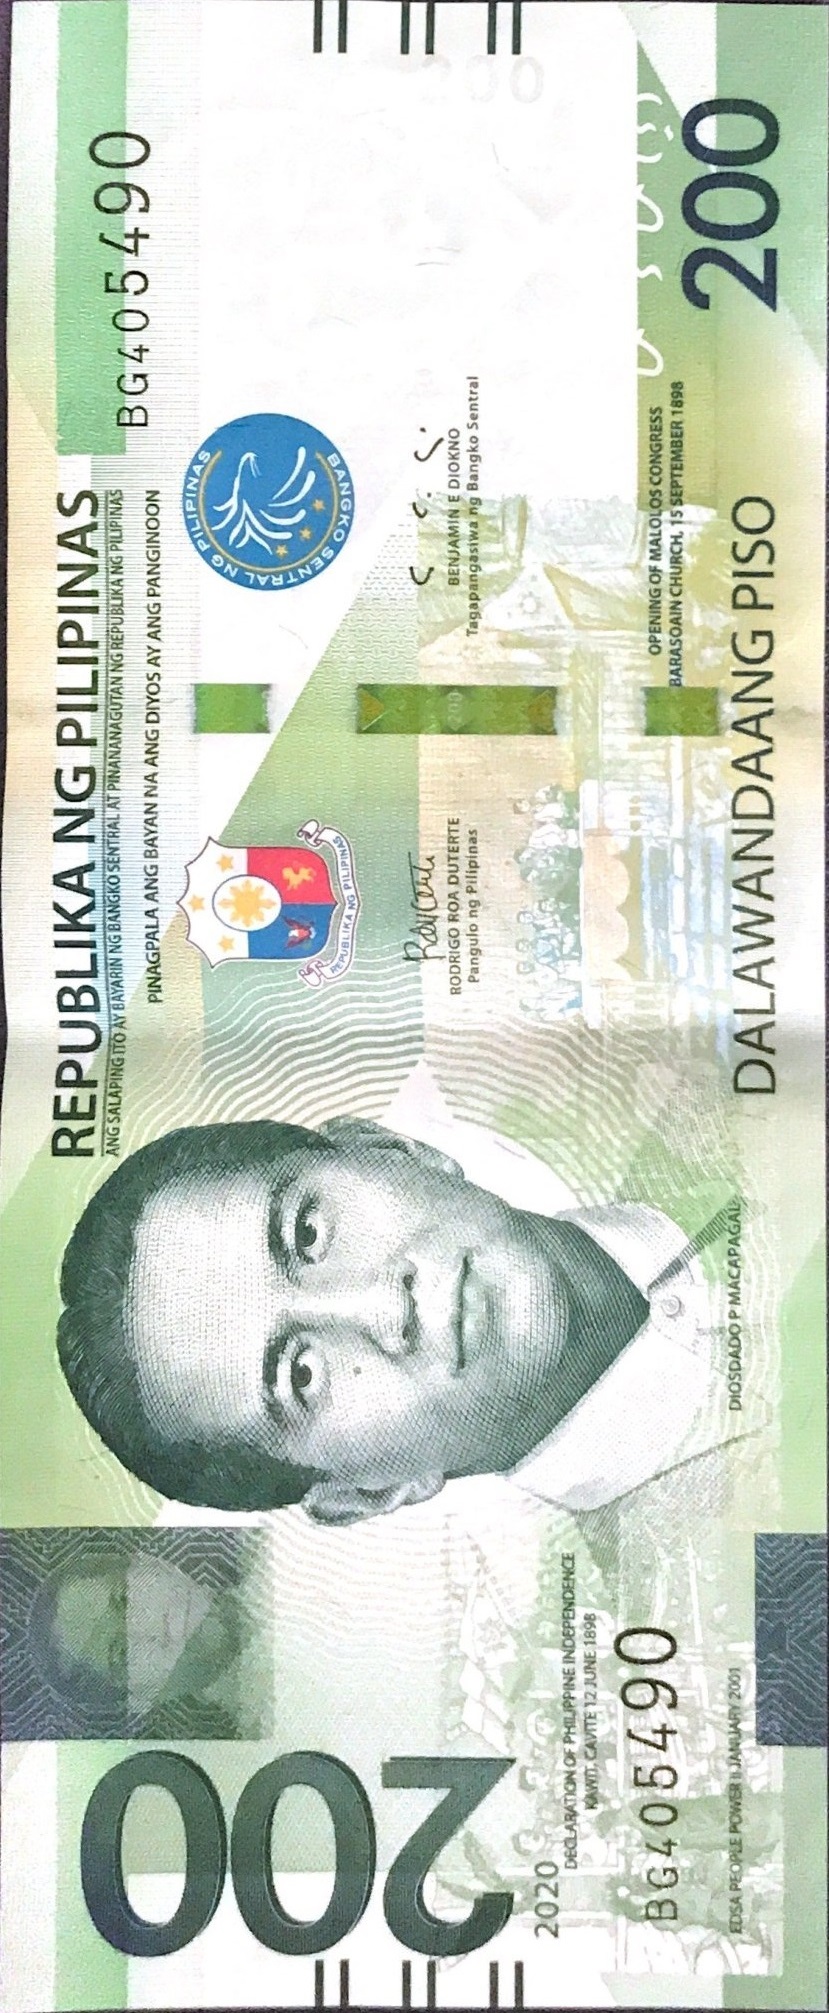 REPUBLIKA NG PILIPINAS
ANG SALAPING ITO AY BAYARIN NG BANGKO SENTRAL AT PINANANAGUTAN NG REPUBLIKA NG PILIPINAS
PINAGPALA ANG BAYAN NA ANG DIYOS AY ANG PANGINOON
BG405490
BANGKO SENTRAL NG PILIPINAS
REPUBLIKA NG PILIPINAS
200
200
RODRIGO ROA DUTERTE
Pangulo ng Pilipinas
BENJAMIN E DIOKNO
Tagapangasiwa ng Bangko Sentral
2020
DECLARATION OF PHILIPPINE INDEPENDENCE
KAWIT, CAVITE 12 JUNE 1898
OPENING OF MALOLOS CONGRESS
BARASOAIN CHURCH, 15 SEPTEMBER 1898
BG405490
EDSA PEOPLE POWER II JANUARY 2001
DIOSDADO P MACAPAGAL
DALAWANDAANG PISO
200